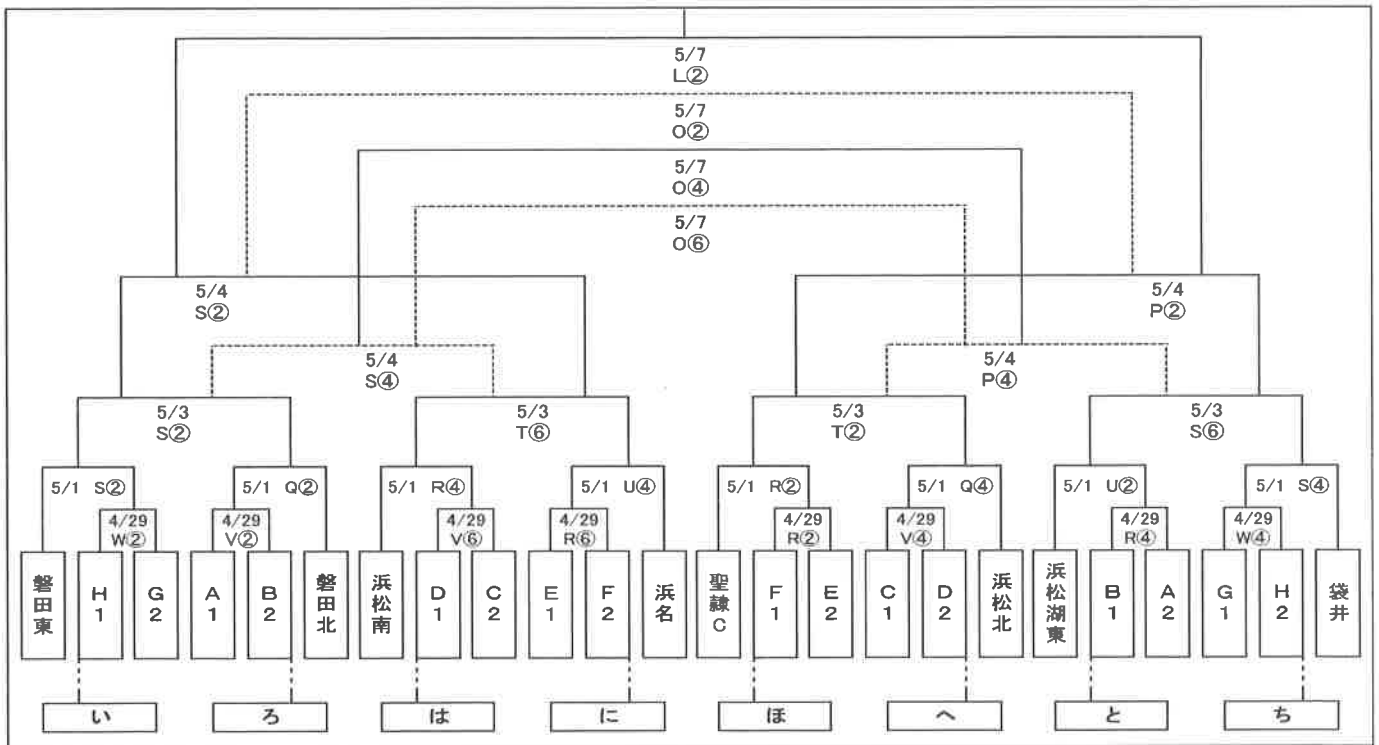 5/7
L②
5/7
O②
5/7
O④
5/7
O⑥
5/4
S②
5/4
P②
5/4
S④
5/4
P④
5/3
S②
5/3
T⑥
5/3
T②
5/3
S⑥
5/1 S②
5/1 Q②
5/1 R④
5/1 U④
5/1 R②
5/1 Q④
5/1 U②
5/1 S④
4/29
W②
4/29
V②
4/29
V⑥
4/29
R⑥
4/29
R②
4/29
V④
4/29
R④
4/29
W④
磐田東
H1
G2
A1
B2
磐田北
浜松南
D1
C2
E1
F2
浜名
聖隷C
F1
E2
C1
D2
浜松北
浜松湖東
B1
A2
G1
H2
袋井
い
ろ
は
に
ほ
へ
と
ち